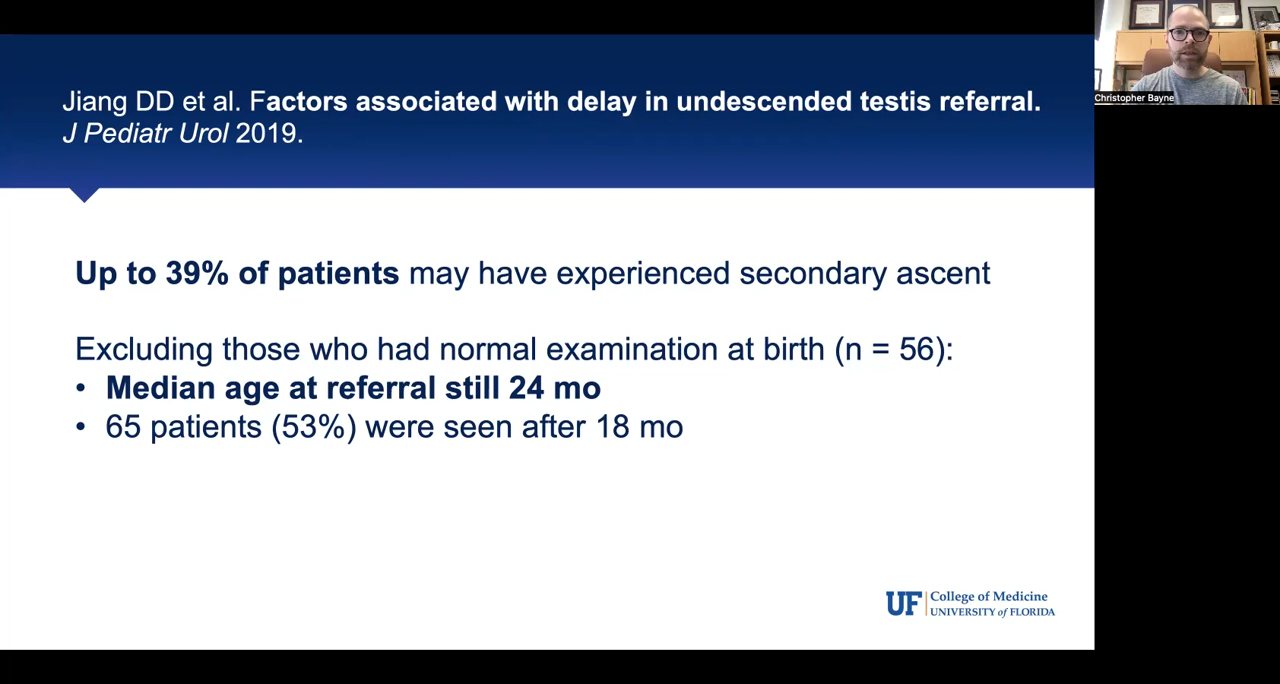 Jiang DD et al. Factors associated with delay in undescended testis referral.
J Pediatr Urol 2019.
Christopher Bayne
Up to 39% of patients may have experienced secondary ascent
Excluding those who had normal examination at birth (n = 56):
• Median age at referral still 24 mo
• 65 patients (53%) were seen after 18 mo
UF College of Medicine
UNIVERSITY of FLORIDA